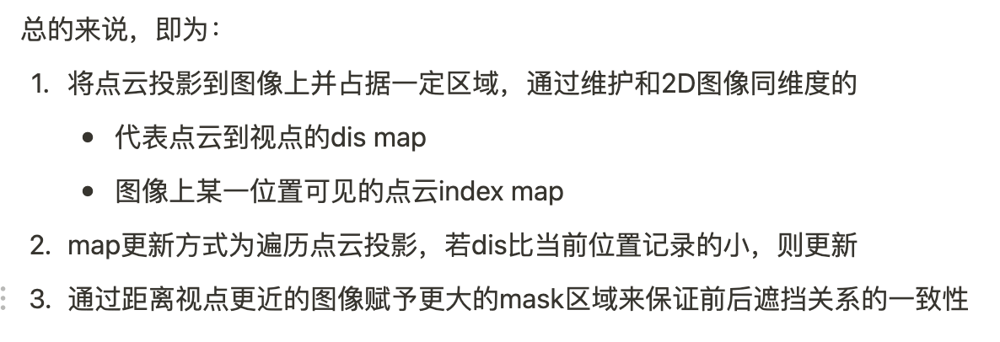 总的来说，即为：
1. 将点云投影到图像上并占据一定区域，通过维护和2D图像同维度的
• 代表点云到视点的dis map
• 图像上某一位置可见的点云index map
2. map更新方式为遍历点云投影，若dis比当前位置记录的小，则更新
3. 通过距离视点更近的图像赋予更大的mask区域来保证前后遮挡关系的一致性